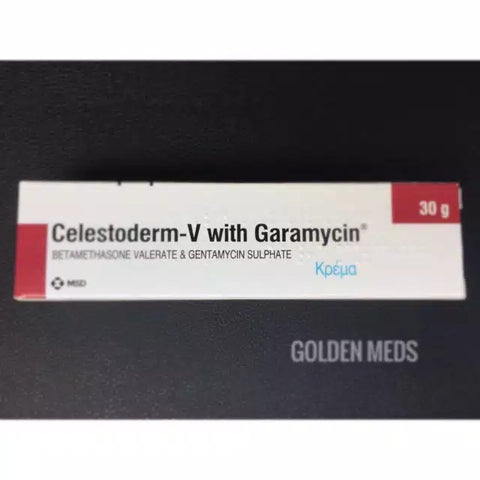 30 g
Celestoderm-V with Garamycin®
BETAMETHASONE VALERATE & GENTAMYCIN SULPHATE
Κρέμα
MSD
GOLDEN MEDS